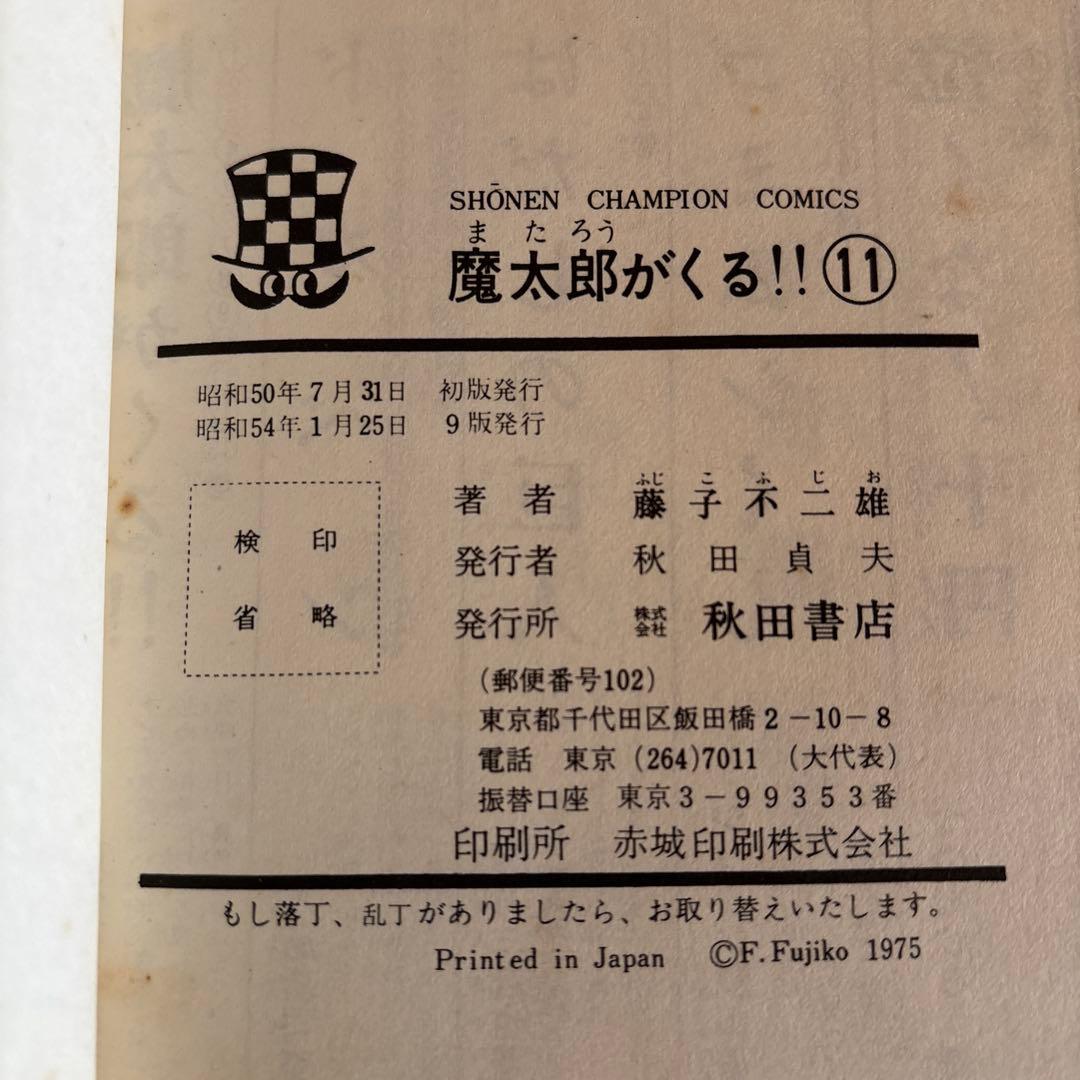 SHŌNEN CHAMPION COMICS
またろう
魔太郎がくる!!⑪
昭和50年7月31日 初版発行
昭和54年1月25日 9版発行
検印
省略
ふじこふじお
著者 藤子不二雄
発行者 秋田貞夫
発行所 株式会社 秋田書店
(郵便番号102)
東京都千代田区飯田橋2-10-8
電話 東京(264)7011 (大代表)
振替口座 東京3-99353番
印刷所 赤城印刷株式会社
もし落丁、乱丁がありましたら、お取り替えいたします。
Printed in Japan ©F.Fujiko 1975